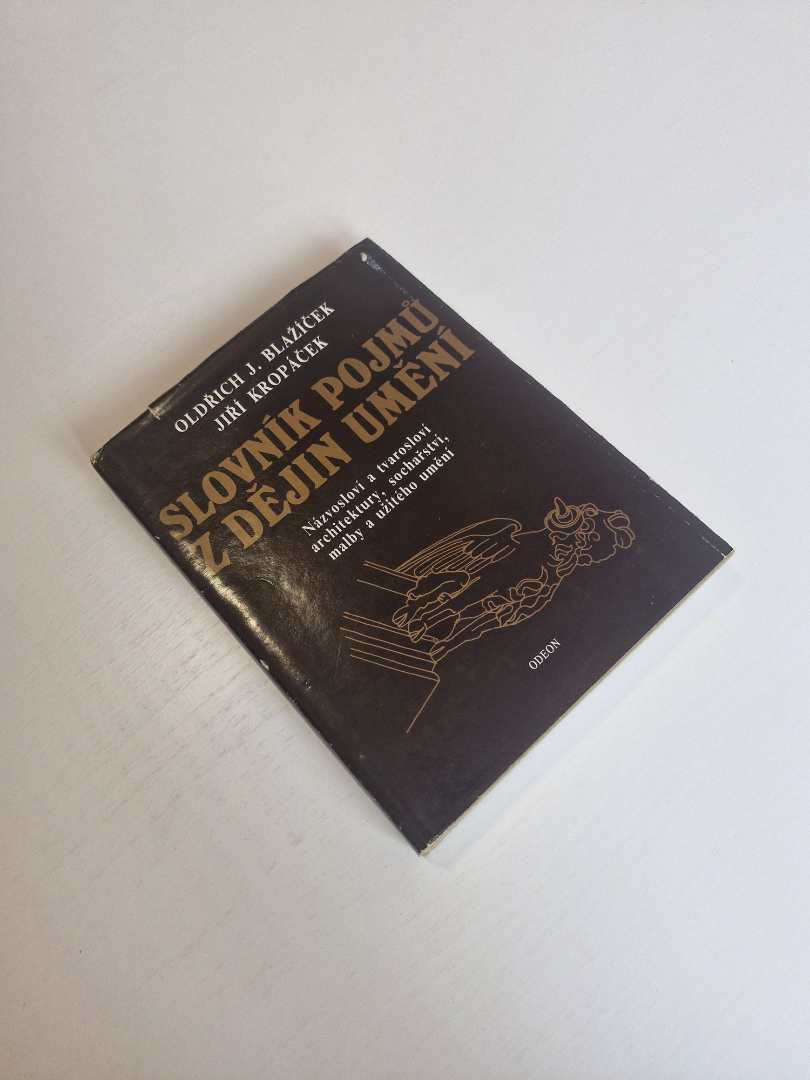 OLDŘICH J. BLAŽÍČEK
JIŘÍ KROPÁČEK
SLOVNÍK POJMŮ
Z DĚJIN UMĚNÍ
Názvosloví a tvarosloví
architektury, sochařství,
malby a užitého umění
ODEON